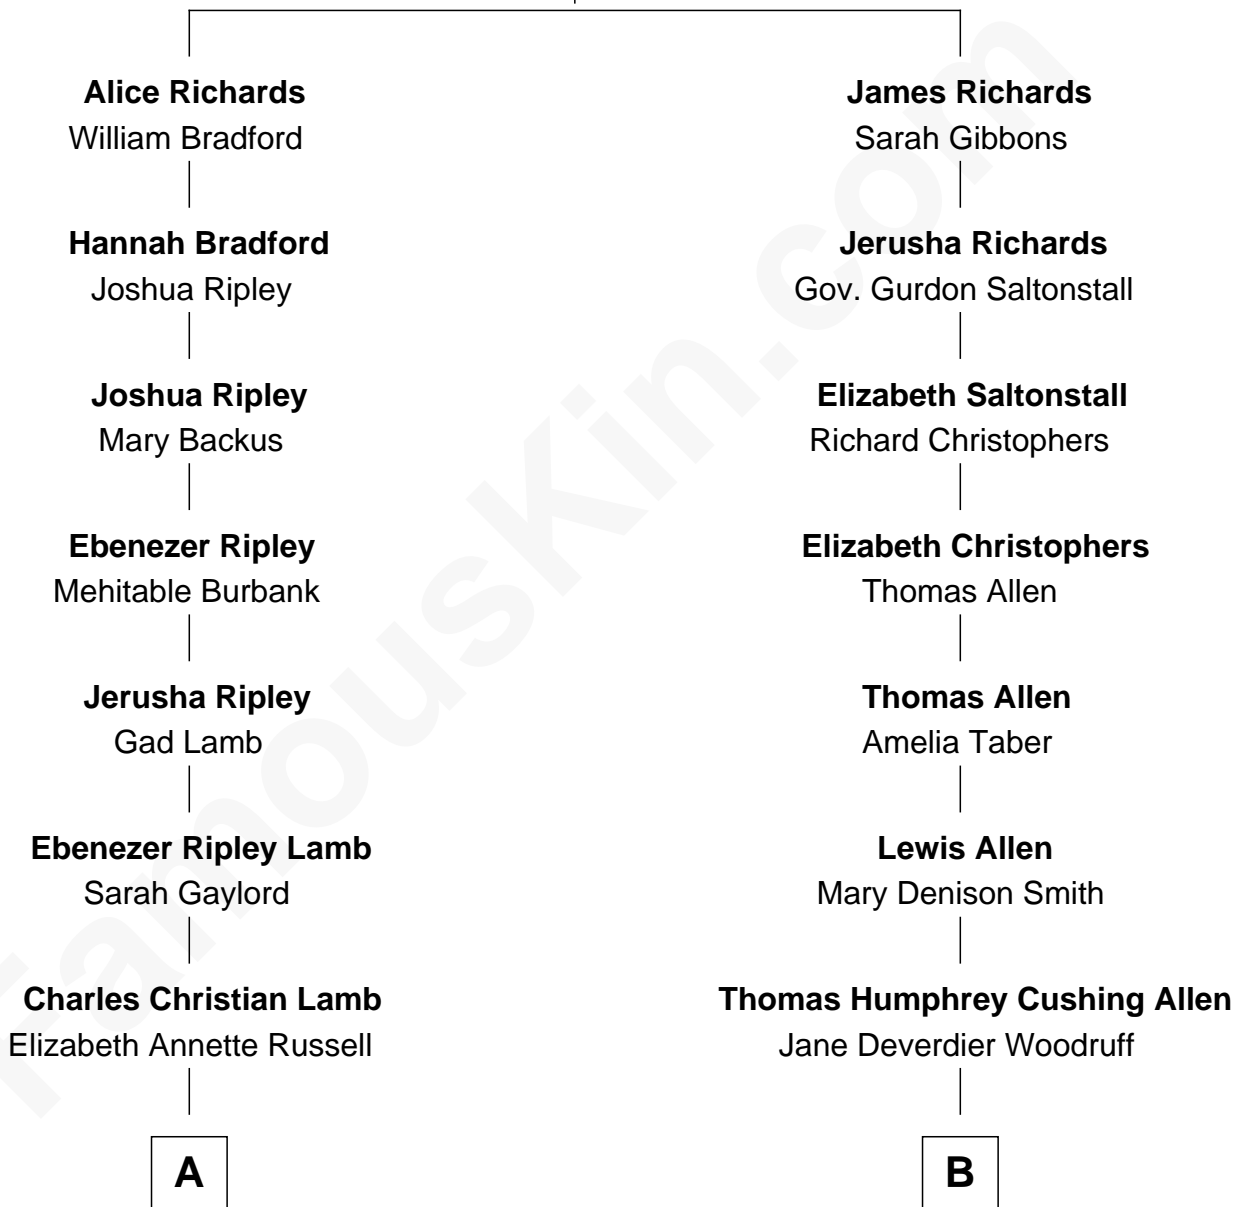 Alice Richards
William Bradford
James Richards
Sarah Gibbons
Hannah Bradford
Joshua Ripley
Jerusha Richards
Gov. Gurdon Saltonstall
Joshua Ripley
Mary Backus
Elizabeth Saltonstall
Richard Christophers
Ebenezer Ripley
Mehitable Burbank
Elizabeth Christophers
Thomas Allen
Jerusha Ripley
Gad Lamb
Thomas Allen
Amelia Taber
Ebenezer Ripley Lamb
Sarah Gaylord
Lewis Allen
Mary Denison Smith
Charles Christian Lamb
Elizabeth Annette Russell
Thomas Humphrey Cushing Allen
Jane Deverdier Woodruff
A
B
FamousKin.com